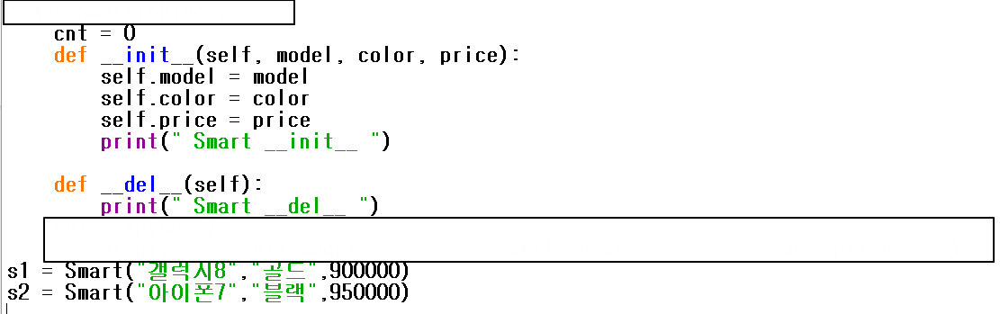 cnt = 0
def __init__(self, model, color, price):
self.model = model
self.color = color
self.price = price
print(" Smart __init__ ")
def __del__(self):
print(" Smart __del__ ")
s1 = Smart("갤럭시8","골드",900000)
s2 = Smart("아이폰7","블랙",950000)